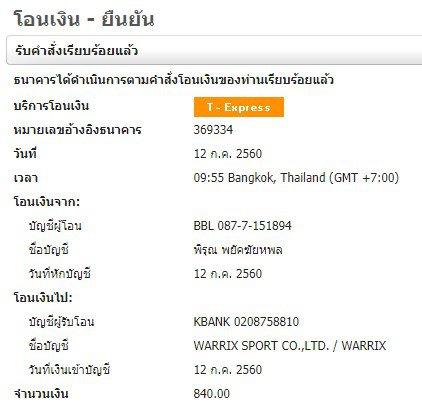 โอนเงิน - ยืนยัน
รับคำสั่งเรียบร้อยแล้ว
ธนาคารได้ดำเนินการตามคำสั่งโอนเงินของท่านเรียบร้อยแล้ว
บริการโอนเงิน T - Express
หมายเลขอ้างอิงธนาคาร 369334
วันที่ 12 ก.ค. 2560
เวลา 09:55 Bangkok, Thailand (GMT +7:00)
โอนเงินจาก:
บัญชีผู้โอน BBL 087-7-151894
ชื่อบัญชี พิรุณ พยัคฆัยหพล
วันที่หักบัญชี 12 ก.ค. 2560
โอนเงินไป:
บัญชีผู้รับโอน KBANK 0208758810
ชื่อบัญชี WARRIX SPORT CO.,LTD. / WARRIX
วันที่เงินเข้าบัญชี 12 ก.ค. 2560
จำนวนเงิน 840.00